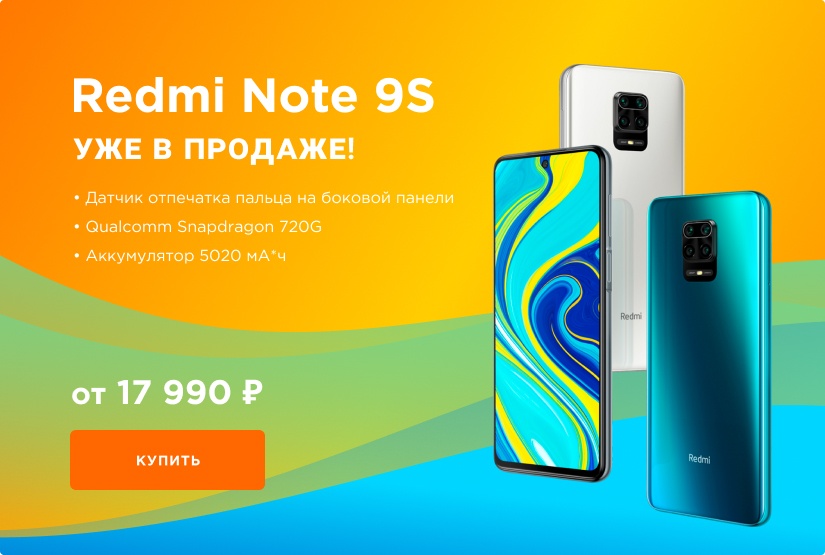 Redmi Note 9S
УЖЕ В ПРОДАЖЕ!
• Датчик отпечатка пальца на боковой панели
• Qualcomm Snapdragon 720G
• Аккумулятор 5020 мА*ч
от 17 990 ₽
КУПИТЬ
Redmi
Redmi